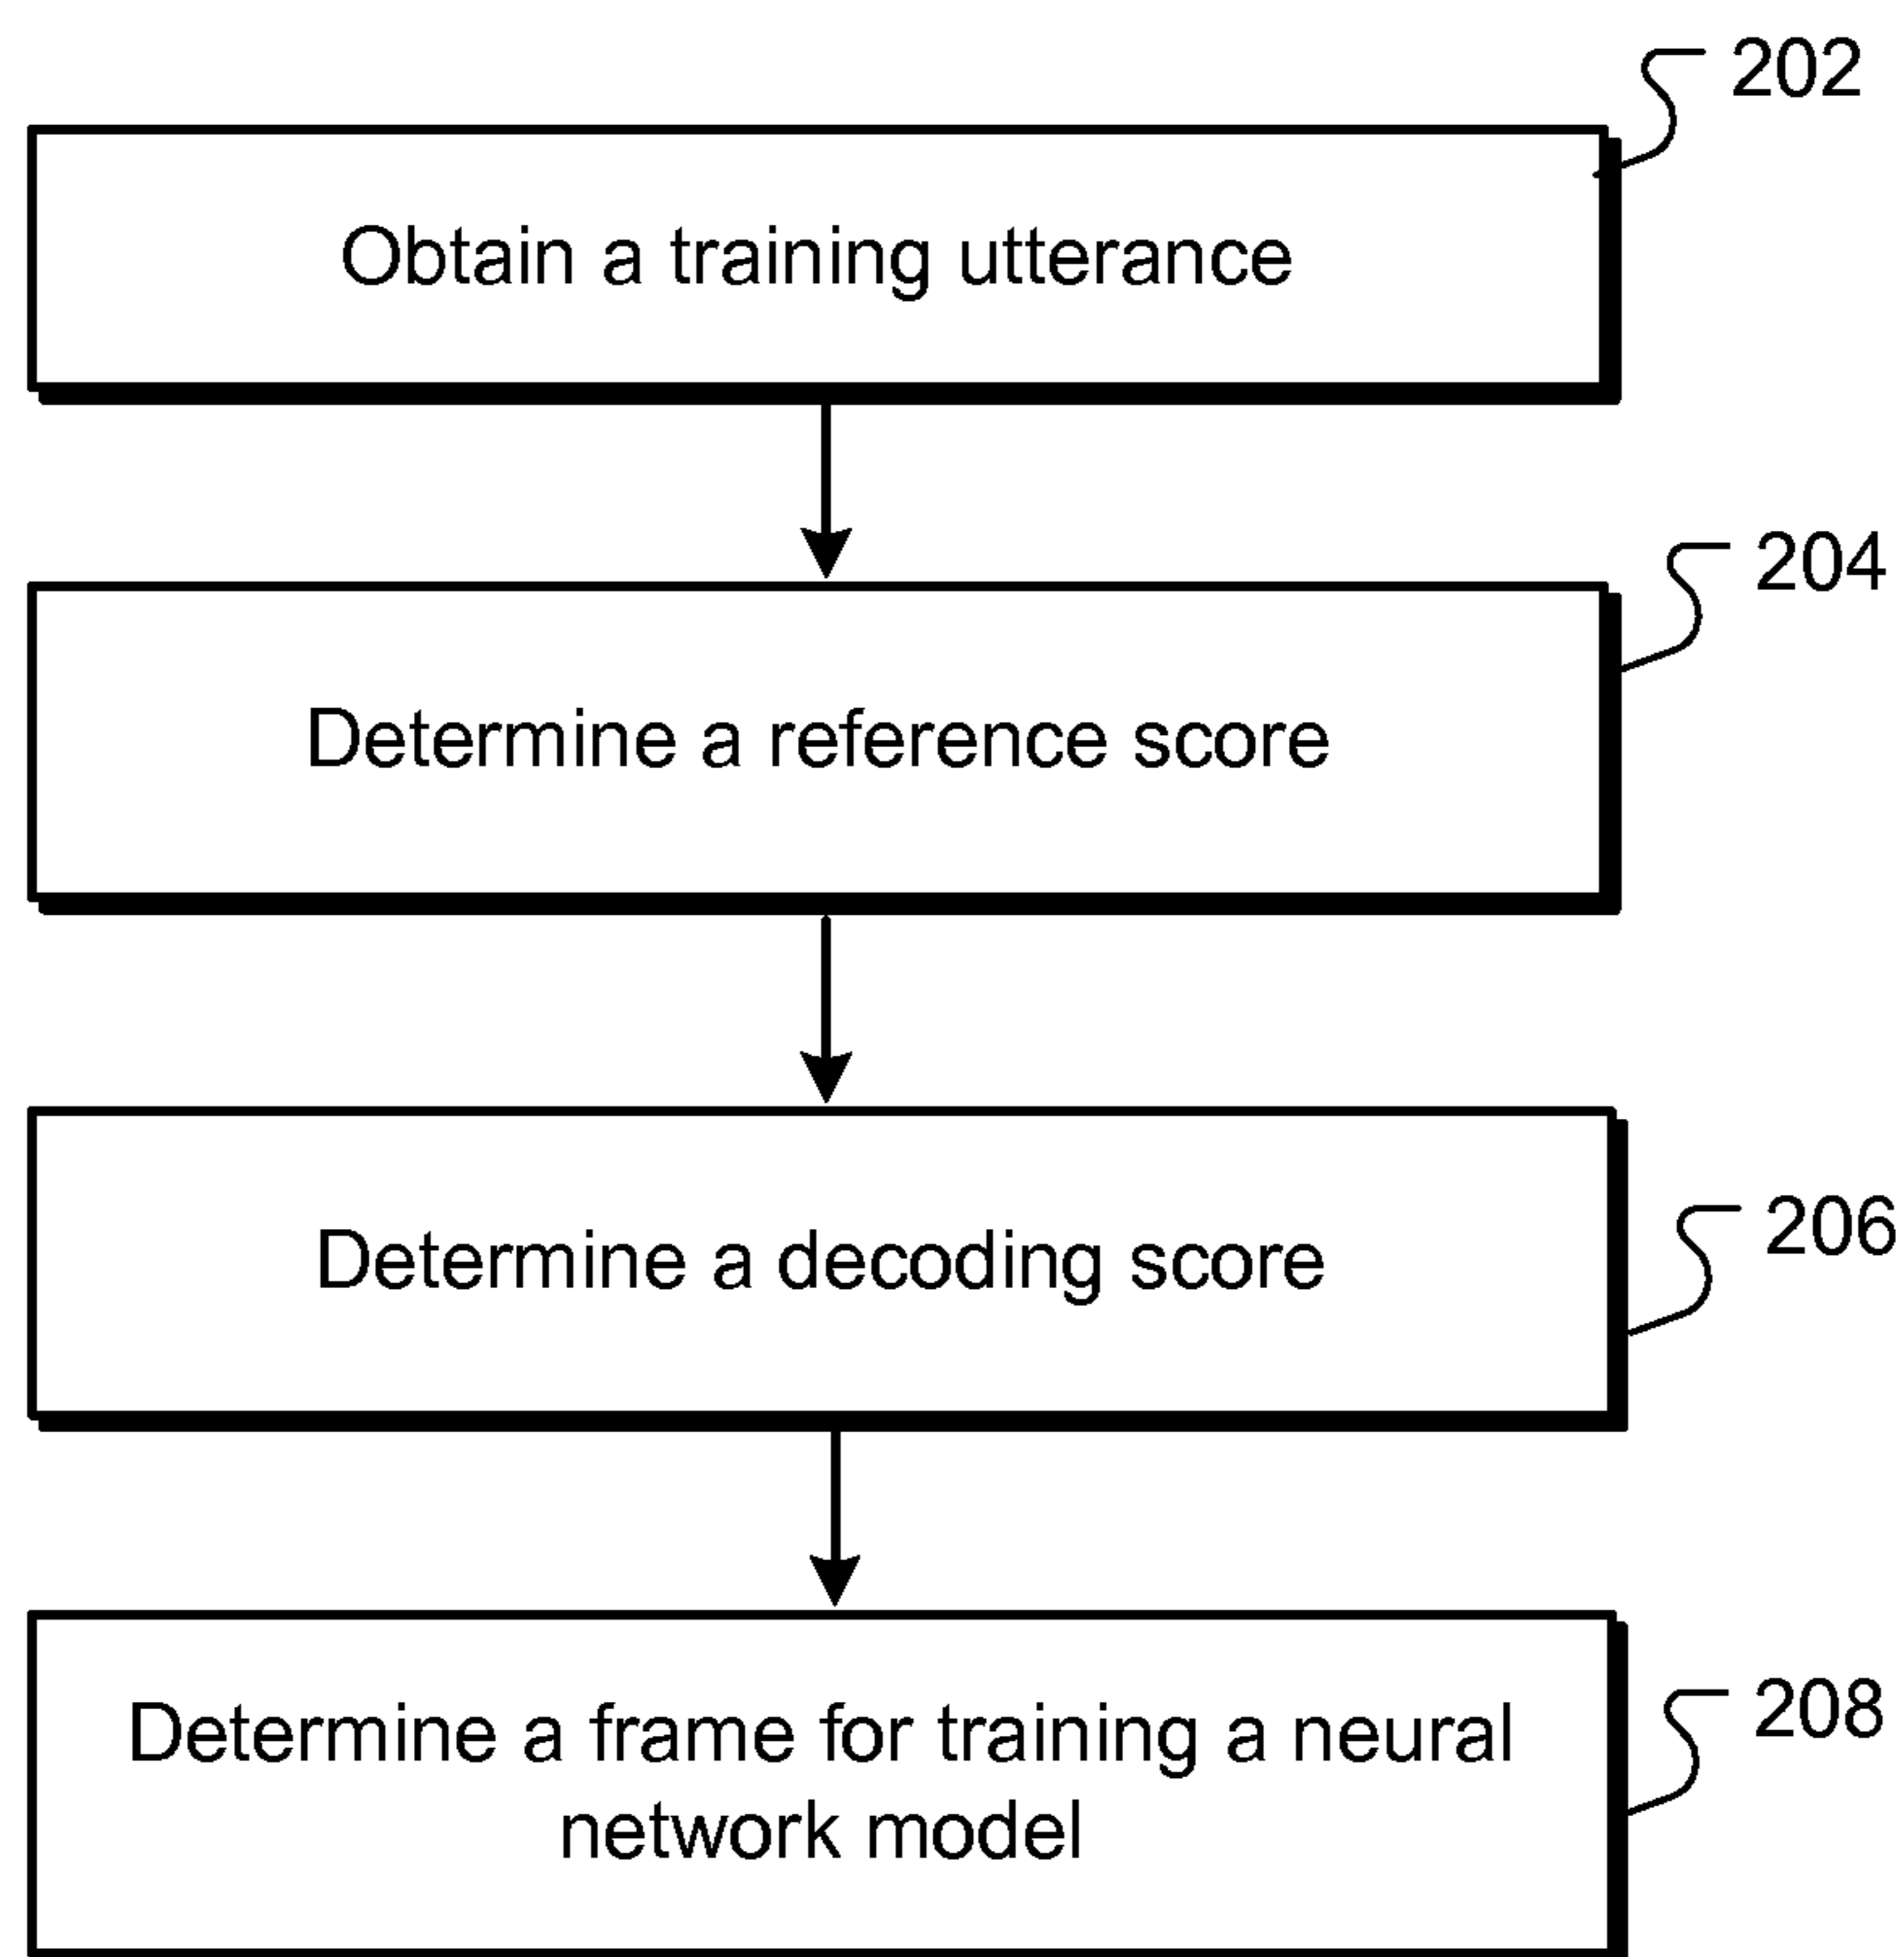 202
Obtain a training utterance
204
Determine a reference score
206
Determine a decoding score
208
Determine a frame for training a neural
network model